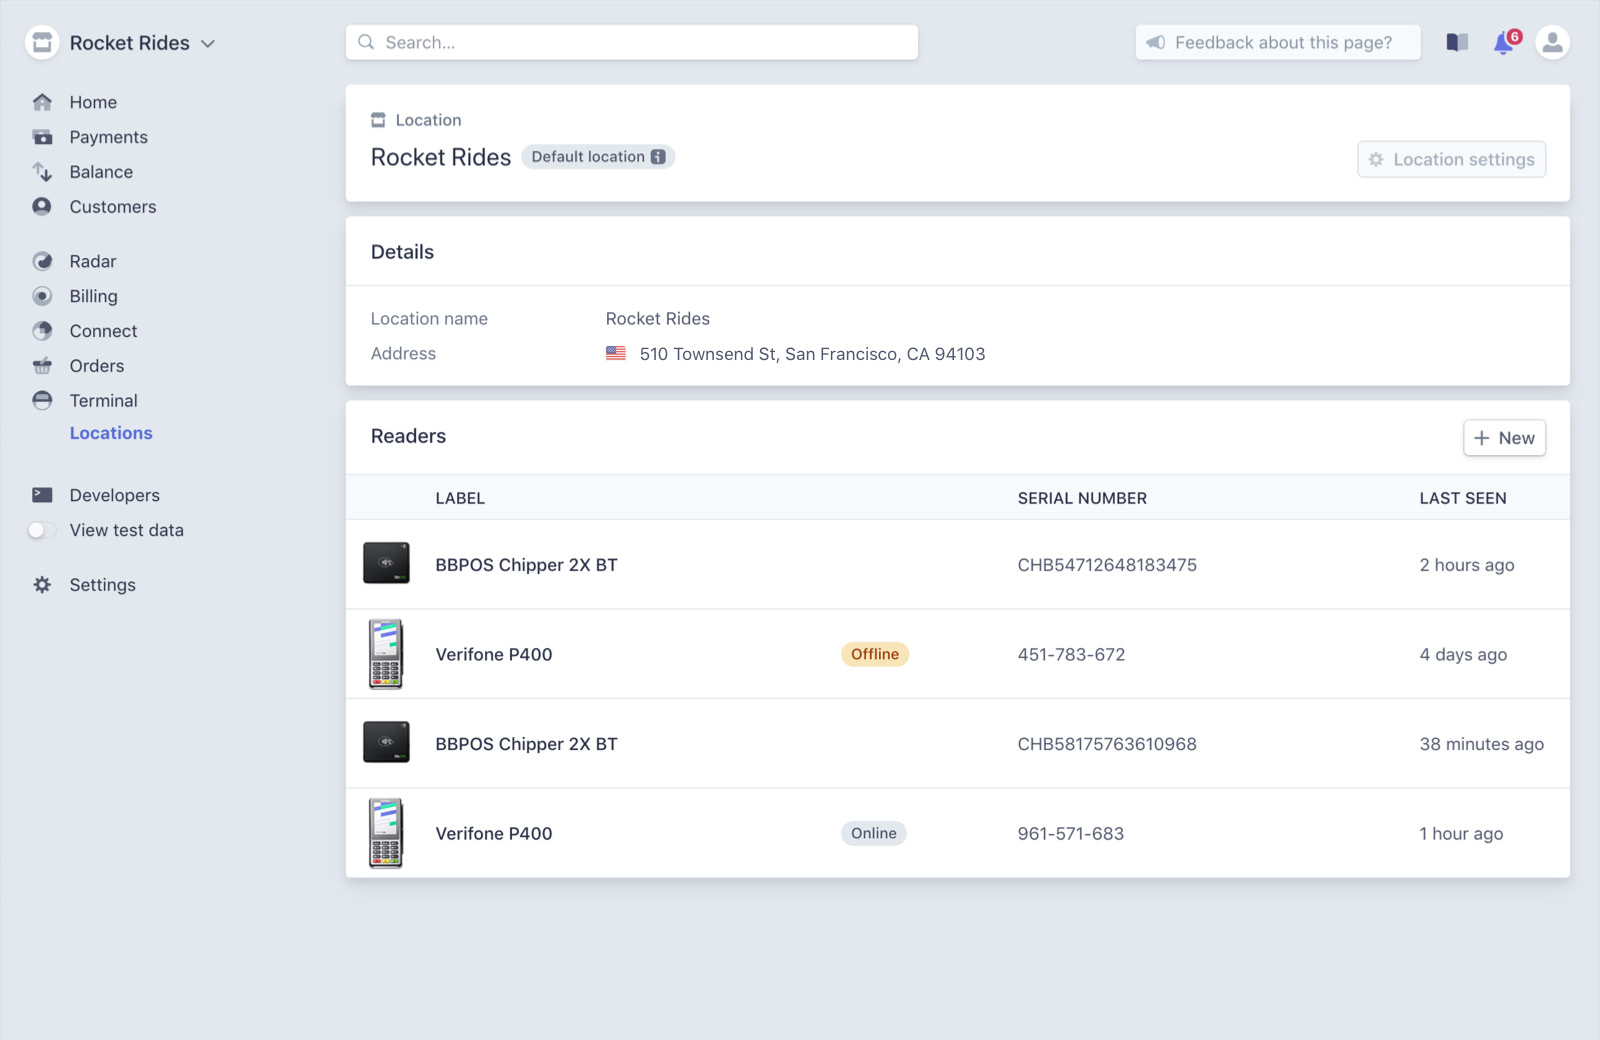 Rocket Rides
Search...
Feedback about this page?
6
Home
Payments
Balance
Customers
Radar
Billing
Connect
Orders
Terminal
Locations
Developers
View test data
Settings
Location
Rocket Rides
Default location
Location settings
Details
Location name Rocket Rides
Address 510 Townsend St, San Francisco, CA 94103
Readers
New
LABEL SERIAL NUMBER LAST SEEN
BBPOS Chipper 2X BT CHB54712648183475 2 hours ago
Verifone P400 Offline 451-783-672 4 days ago
BBPOS Chipper 2X BT CHB58175763610968 38 minutes ago
Verifone P400 Online 961-571-683 1 hour ago